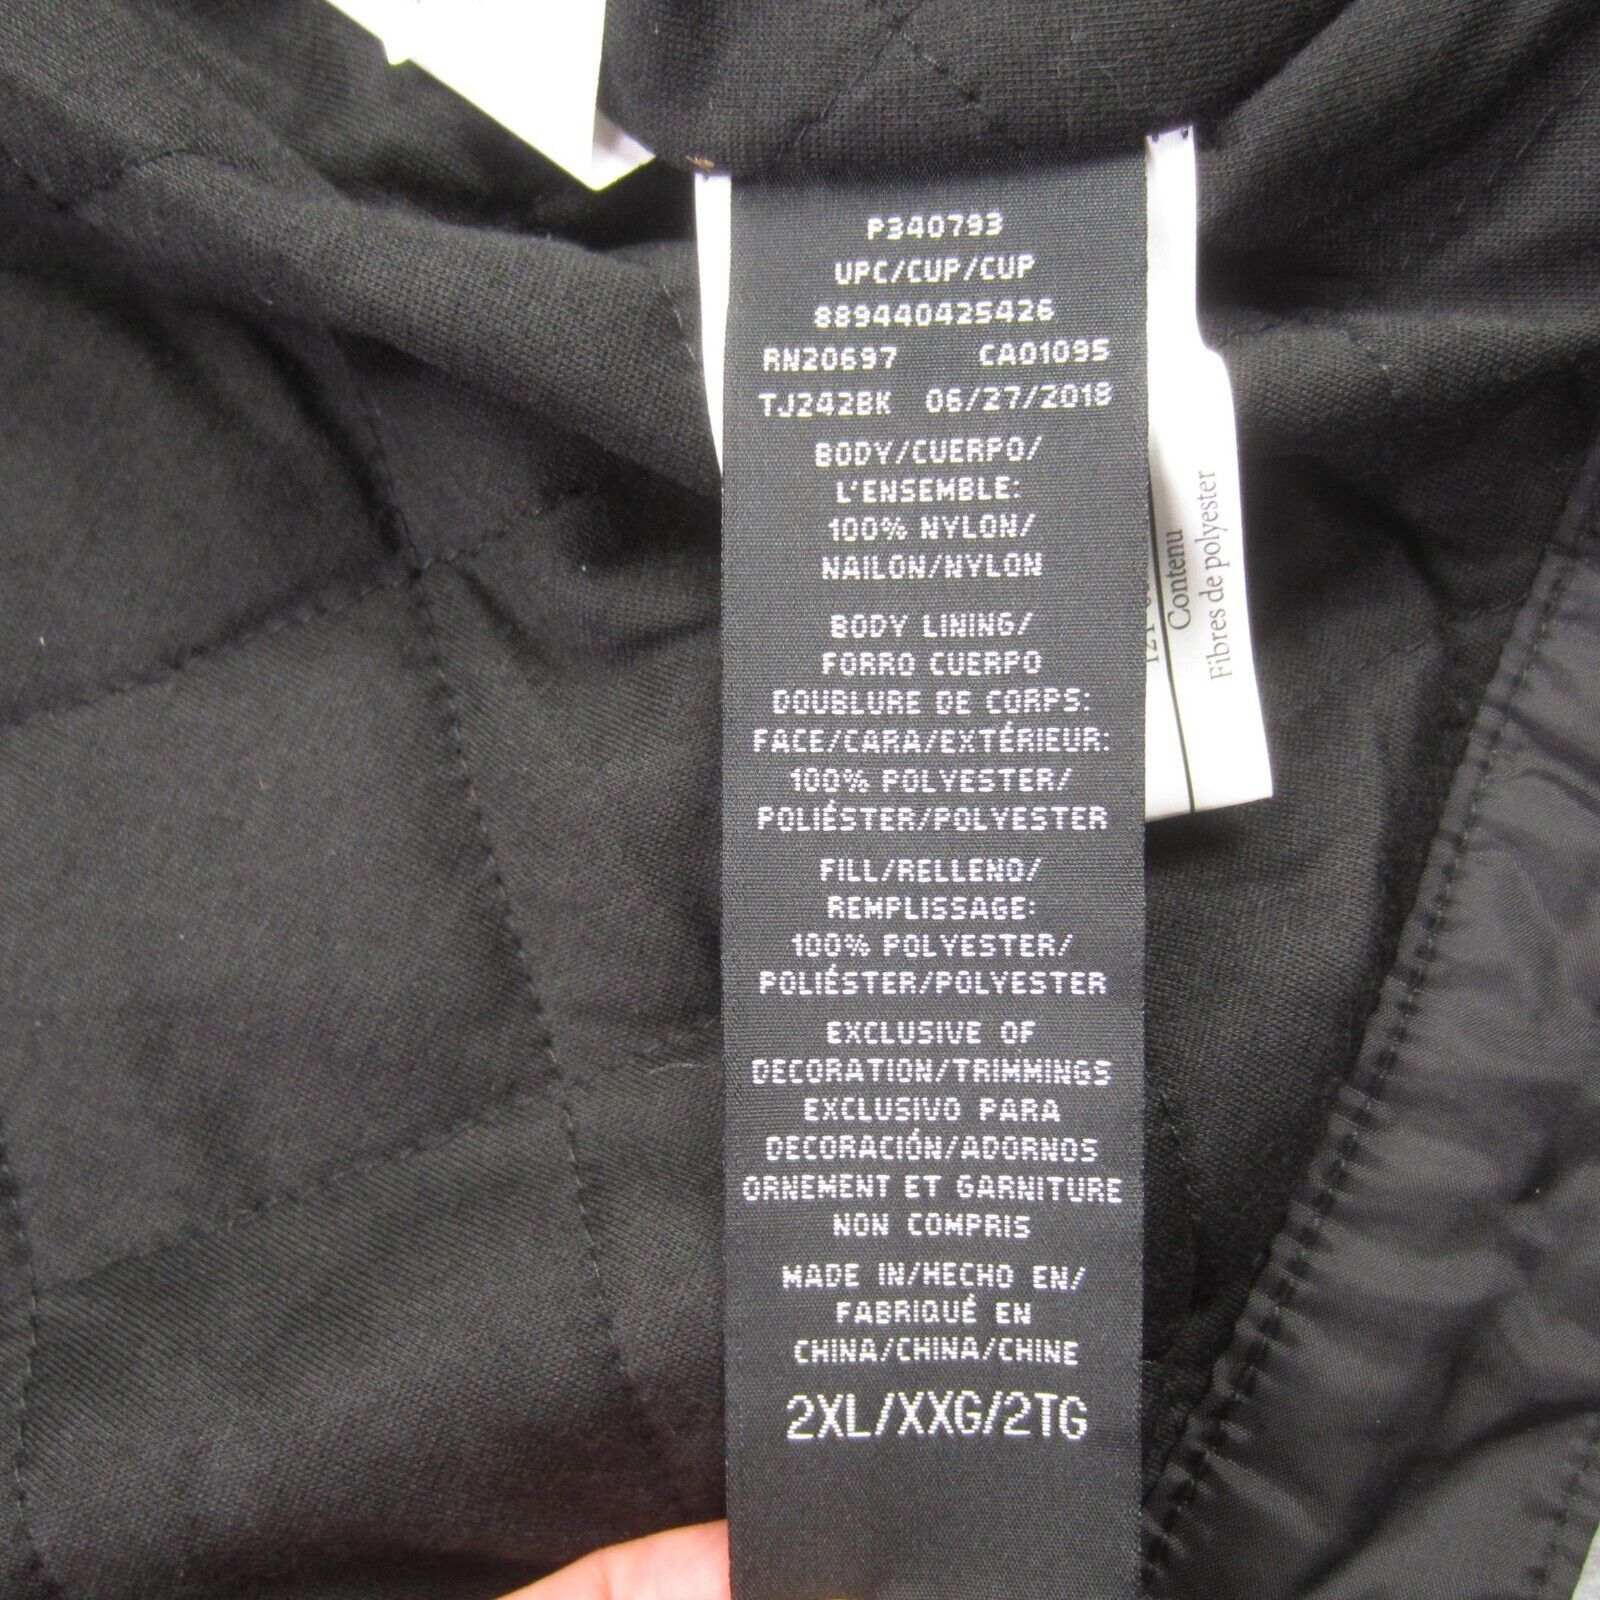 P340793
UPC/CUP/CUP
889440425426
RN20697 CA01095
TJ242BK 06/27/2018
BODY/CUERPO/
L'ENSEMBLE:
100% NYLON/
NAILON/NYLON
BODY LINING/
FORRO CUERPO
DOUBLURE DE CORPS:
FACE/CARA/EXTÉRIEUR:
100% POLYESTER/
POLIÉSTER/POLYESTER
FILL/RELLENO/
REMPLISSAGE:
100% POLYESTER/
POLIÉSTER/POLYESTER
EXCLUSIVE OF
DECORATION/TRIMMINGS
EXCLUSIVO PARA
DECORACIÓN/ADORNOS
ORNEMENT ET GARNITURE
NON COMPRIS
MADE IN/HECHO EN/
FABRIQUÉ EN
CHINA/CHINA/CHINE
2XL/XXG/2TG
Contenu
Fibres de polyester